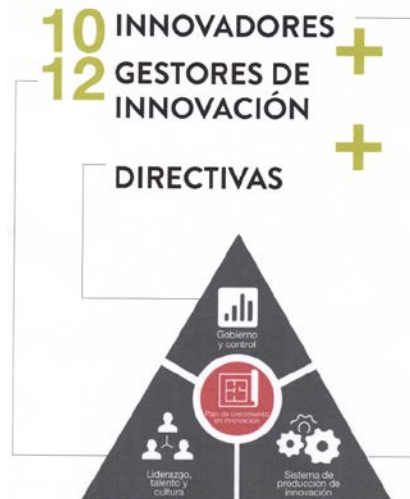 10 INNOVADORES +
12 GESTORES DE
INNOVACIÓN
+
DIRECTIVAS
Gobierno
y control
Plan de crecimiento
en innovación
Liderazgo,
talento y
cultura
Sistema de
producción de
innovación